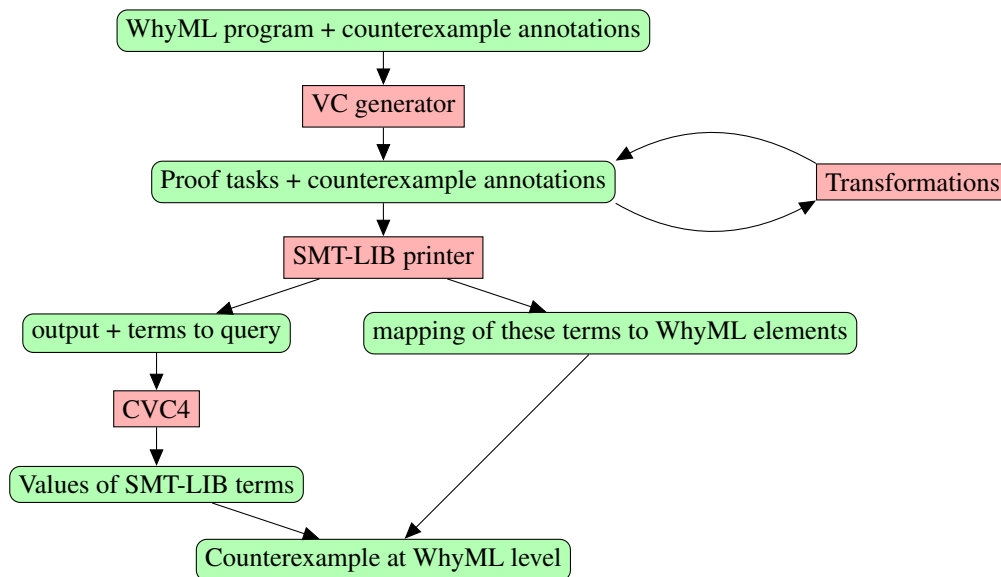 WhyML program + counterexample annotations
VC generator
Proof tasks + counterexample annotations
Transformations
SMT-LIB printer
output + terms to query
mapping of these terms to WhyML elements
CVC4
Values of SMT-LIB terms
Counterexample at WhyML level